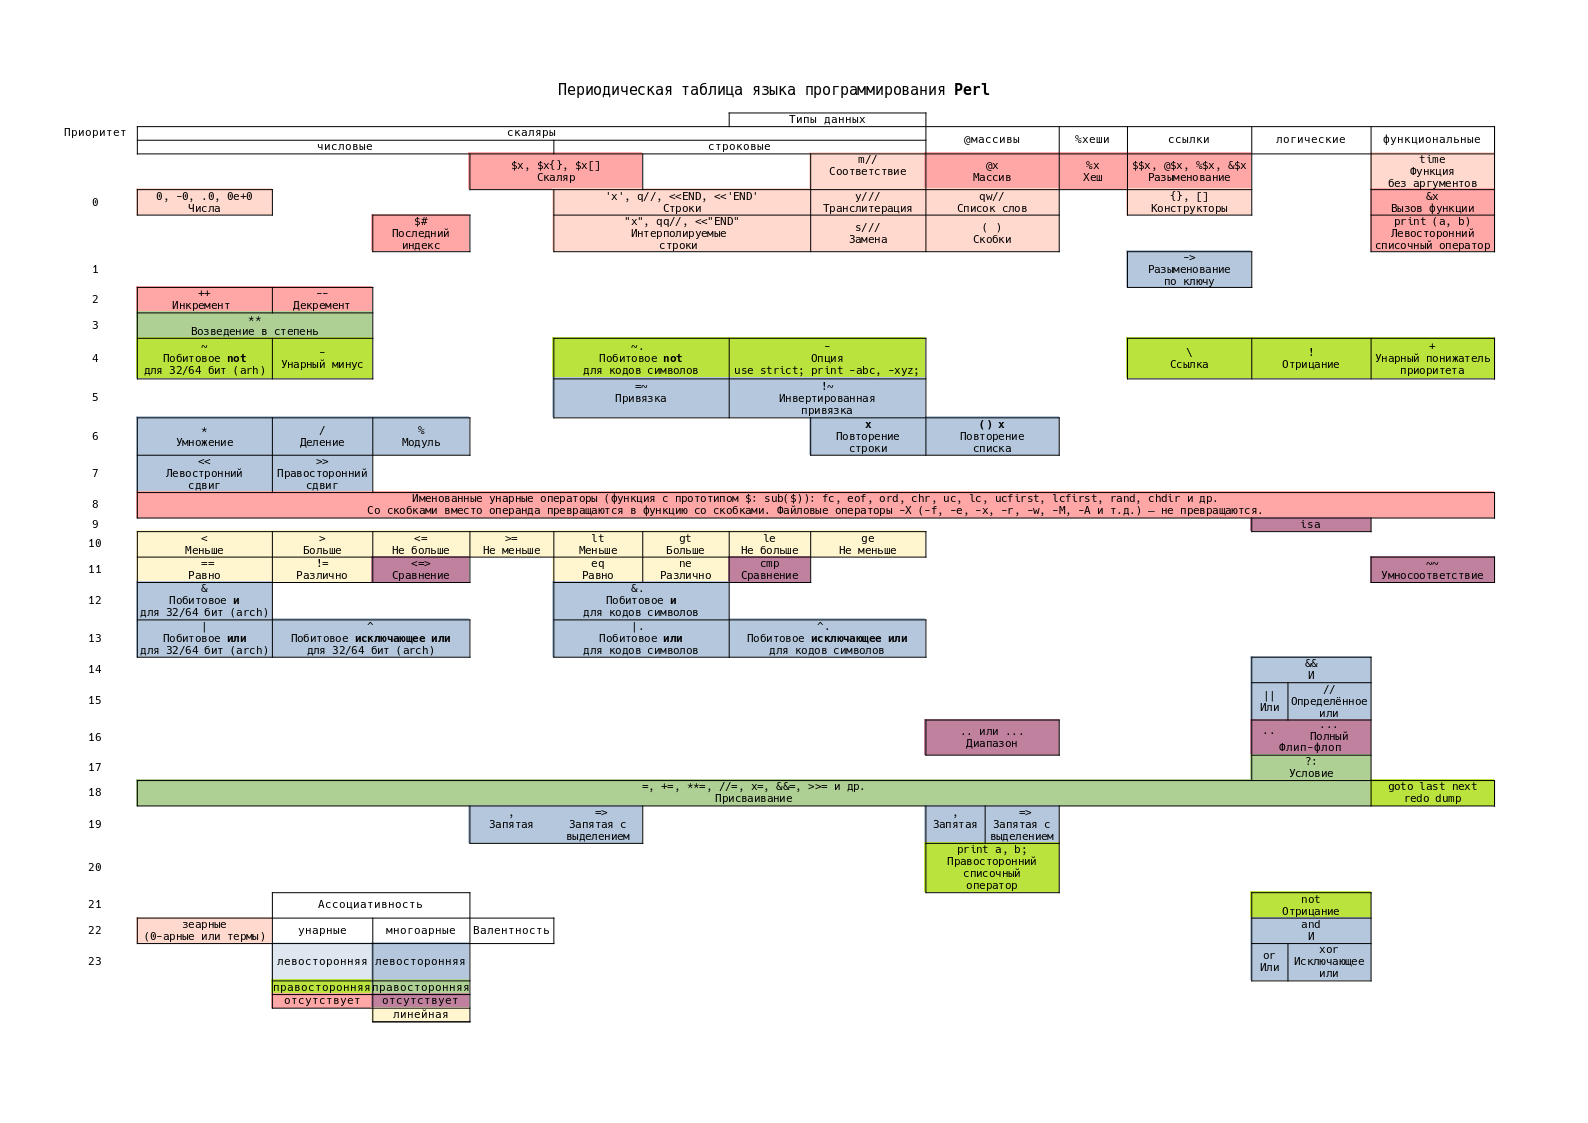 Периодическая таблица языка программирования Perl
Типы данных
Приоритет
скаляры
числовые
строковые
@массивы
%хеши
ссылки
логические
функциональные
0
$x, $x{}, $x[]
Скаляр
m//
Соответствие
@x
Массив
%x
Хеш
$$x, @$x, %$x, &$x
Разыменование
time
Функция
без аргументов
0, -0, .0, 0e+0
Числа
'x', q//, <<END, <<'END'
Строки
y///
Транслитерация
qw//
Список слов
{}, []
Конструкторы
&x
Вызов функции
$#
Последний
индекс
"x", qq//, <<"END"
Интерполируемые
строки
s///
Замена
( )
Скобки
print (a, b)
Левосторонний
списочный оператор
1
->
Разыменование
по ключу
2
++
Инкремент
--
Декремент
3
**
Возведение в степень
4
~
Побитовое not
для 32/64 бит (arh)
-
Унарный минус
~.
Побитовое not
для кодов символов
-
Опция
use strict; print -abc, -xyz;
\
Ссылка
!
Отрицание
+
Унарный понижатель
приоритета
5
=~
Привязка
!~
Инвертированная
привязка
6
*
Умножение
/
Деление
%
Модуль
x
Повторение
строки
() x
Повторение
списка
7
<<
Левостронний
сдвиг
>>
Правосторонний
сдвиг
8
Именованные унарные операторы (функция с прототипом $: sub($)): fc, eof, ord, chr, uc, lc, ucfirst, lcfirst, rand, chdir и др.
Со скобками вместо операнда превращаются в функцию со скобками. Файловые операторы -X (-f, -e, -x, -r, -w, -M, -A и т.д.) — не превращаются.
9
isa
10
<
Меньше
>
Больше
<=
Не больше
>=
Не меньше
lt
Меньше
gt
Больше
le
Не больше
ge
Не меньше
11
==
Равно
!=
Различно
<=>
Сравнение
eq
Равно
ne
Различно
cmp
Сравнение
~~
Умносоответствие
12
&
Побитовое и
для 32/64 бит (arch)
&.
Побитовое и
для кодов символов
13
|
Побитовое или
для 32/64 бит (arch)
^
Побитовое исключающее или
для 32/64 бит (arch)
|.
Побитовое или
для кодов символов
^.
Побитовое исключающее или
для кодов символов
14
&&
И
15
||
Или
//
Определённое
или
16
.. или ...
Диапазон
.. ...
Полный
Флип-флоп
17
?:
Условие
18
=, +=, **=, //=, x=, &&=, >>= и др.
Присваивание
goto last next
redo dump
19
,
Запятая
=>
Запятая с
выделением
,
Запятая
=>
Запятая с
выделением
20
print a, b;
Правосторонний
списочный
оператор
21
Ассоциативность
not
Отрицание
22
зеарные
(0-арные или термы)
унарные
многоарные
Валентность
and
И
23
левосторонняя
левосторонняя
or
Или
xor
Исключающее
или
правосторонняя
правосторонняя
отсутствует
отсутствует
линейная